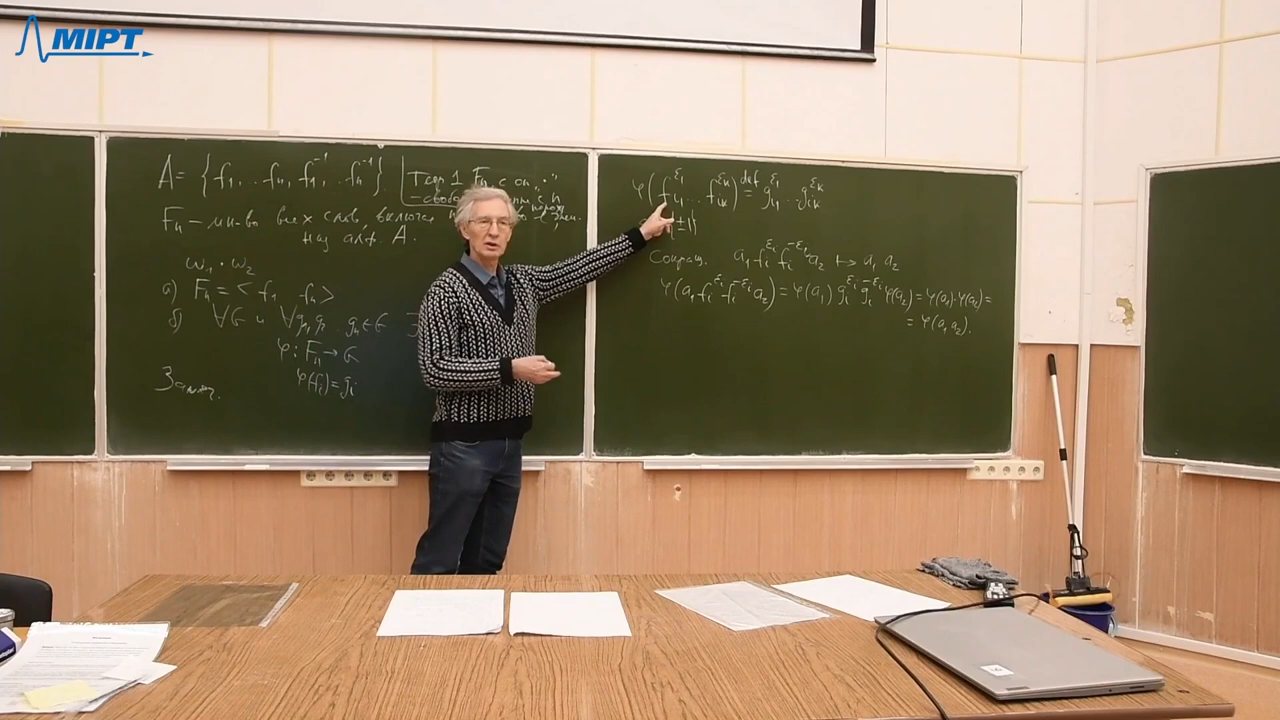 MIPT
A = {f₁, .. fₙ, f₁⁻¹, .. fₙ⁻¹}.
Теор 1 Fₙ с оп. „·"
Fₙ – мн-во всех слов, включая
над алф. A.
w₁ · w₂
а) Fₙ = < f₁ fₙ >
б) ∀G и ∀g₁, g₂ .. gₙ ∈ G
φ : Fₙ → G
φ(fᵢ) = gᵢ
φ(f_{i₁}^{ε₁} .. f_{iₖ}^{εₖ}) ≝ g_{i₁}^{ε₁} .. g_{iₖ}^{εₖ}
{±1}
Сокращ. a₁ fᵢ^{εᵢ} fᵢ^{-εᵢ} a₂ ↦ a₁ a₂
φ(a₁ fᵢ^{εᵢ} fᵢ^{-εᵢ} a₂) = φ(a₁) gᵢ^{εᵢ} gᵢ^{-εᵢ} φ(a₂) = φ(a₁)·φ(a₂) =
= φ(a₁ a₂).